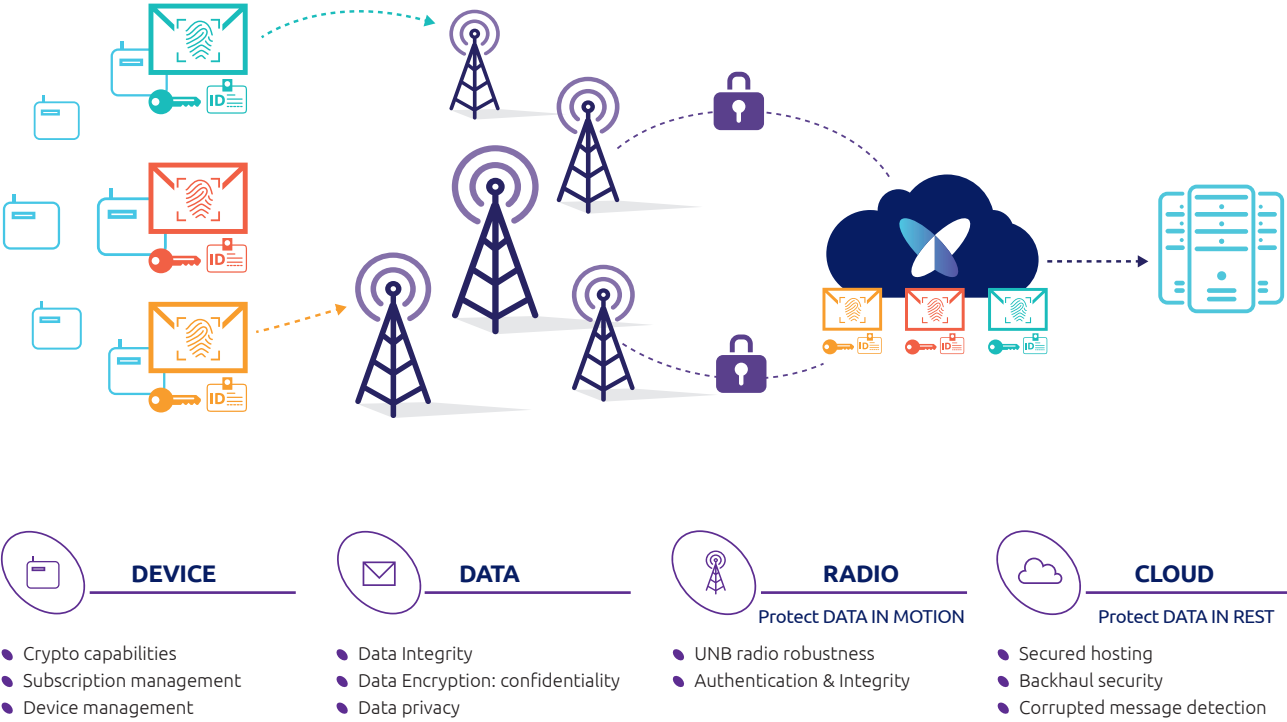 ID
ID
ID
ID
ID
ID
DEVICE
Crypto capabilities
Subscription management
Device management
DATA
Data Integrity
Data Encryption: confidentiality
Data privacy
RADIO
Protect DATA IN MOTION
UNB radio robustness
Authentication & Integrity
CLOUD
Protect DATA IN REST
Secured hosting
Backhaul security
Corrupted message detection